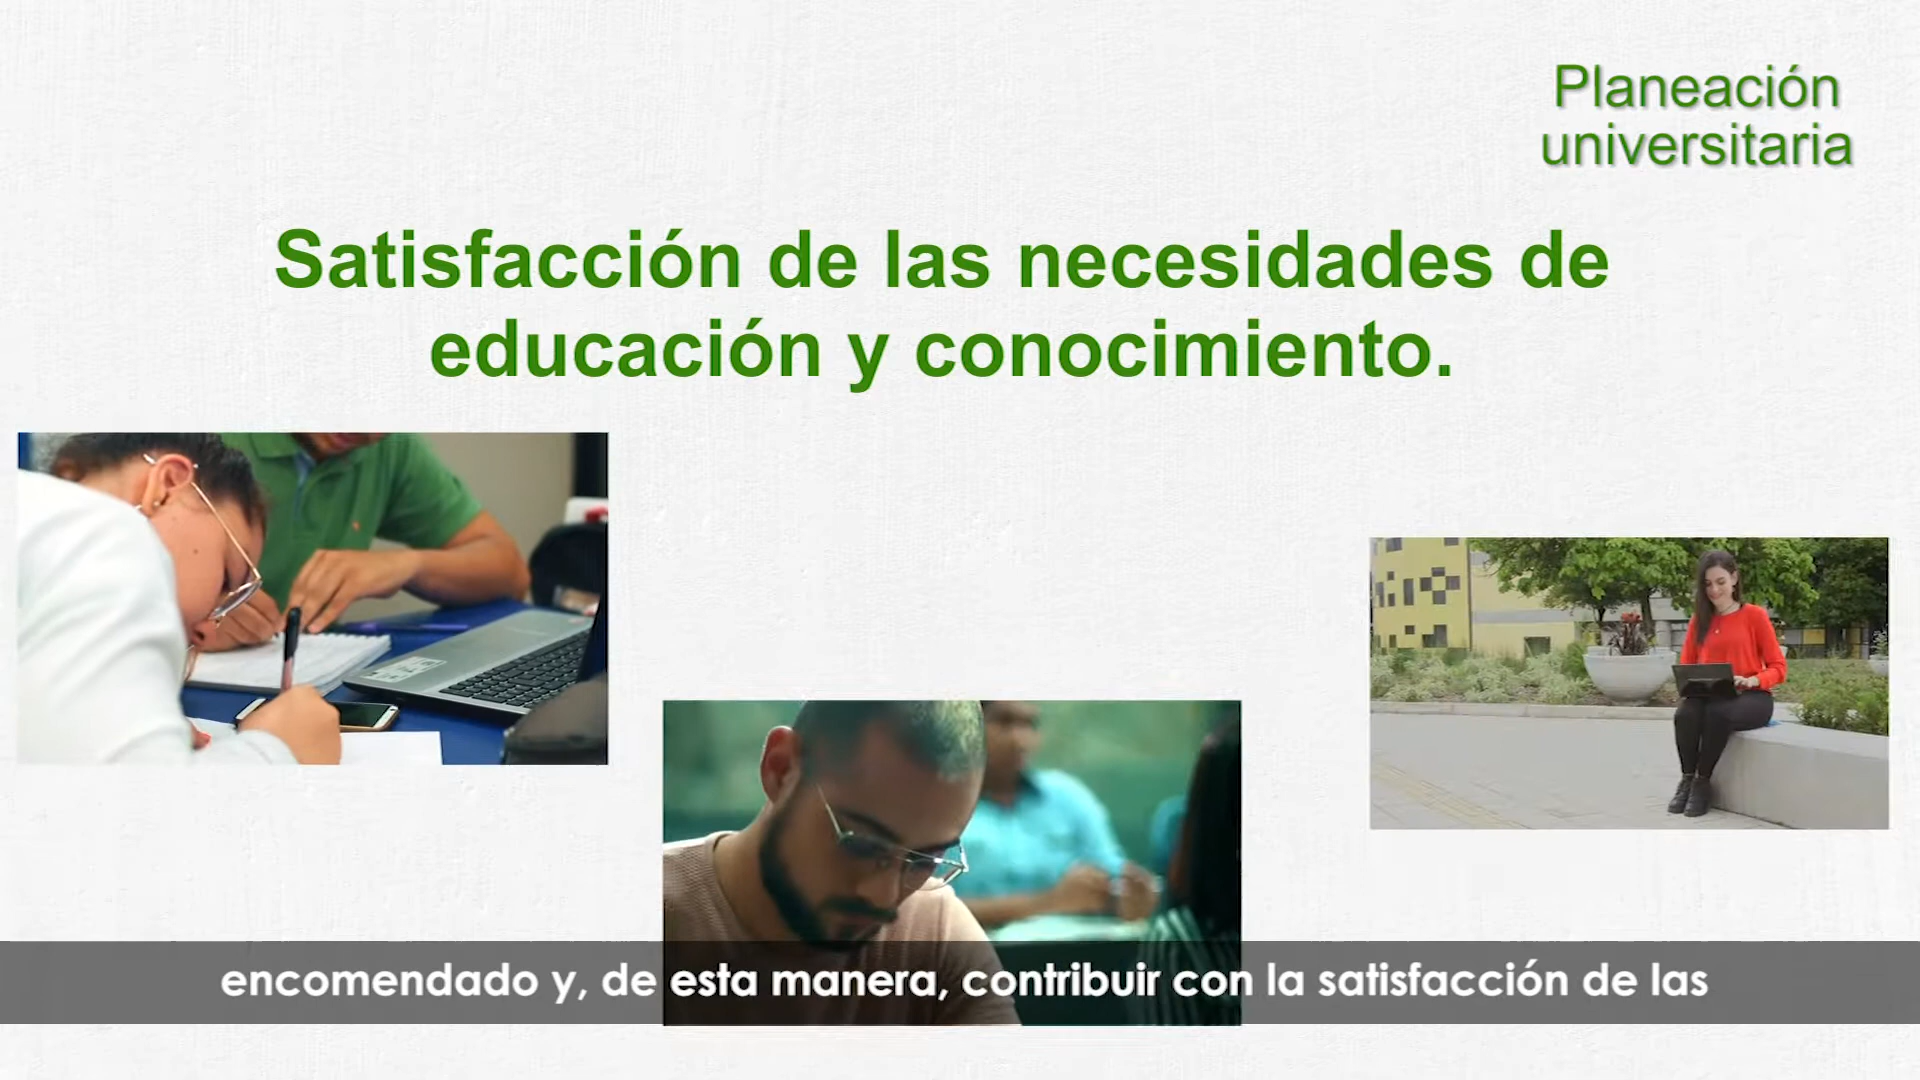 Planeación
universitaria
Satisfacción de las necesidades de
educación y conocimiento.
encomendado y, de esta manera, contribuir con la satisfacción de las